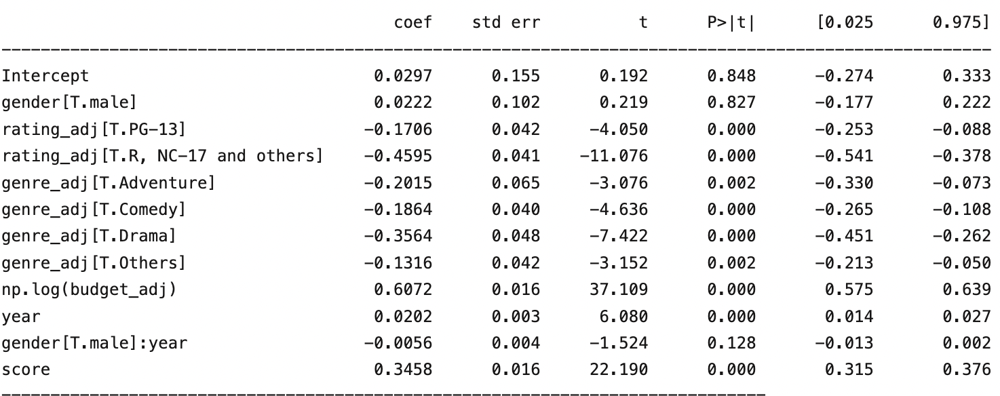 coef std err t P>|t| [0.025 0.975]
Intercept 0.0297 0.155 0.192 0.848 -0.274 0.333
gender[T.male] 0.0222 0.102 0.219 0.827 -0.177 0.222
rating_adj[T.PG-13] -0.1706 0.042 -4.050 0.000 -0.253 -0.088
rating_adj[T.R, NC-17 and others] -0.4595 0.041 -11.076 0.000 -0.541 -0.378
genre_adj[T.Adventure] -0.2015 0.065 -3.076 0.002 -0.330 -0.073
genre_adj[T.Comedy] -0.1864 0.040 -4.636 0.000 -0.265 -0.108
genre_adj[T.Drama] -0.3564 0.048 -7.422 0.000 -0.451 -0.262
genre_adj[T.Others] -0.1316 0.042 -3.152 0.002 -0.213 -0.050
np.log(budget_adj) 0.6072 0.016 37.109 0.000 0.575 0.639
year 0.0202 0.003 6.080 0.000 0.014 0.027
gender[T.male]:year -0.0056 0.004 -1.524 0.128 -0.013 0.002
score 0.3458 0.016 22.190 0.000 0.315 0.376